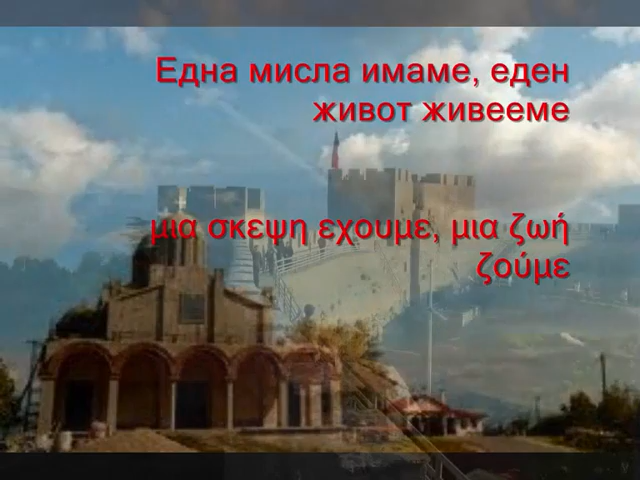 Една мисла имаме, еден
живот живееме
μια σκεψη εχουμε, μια ζωή
ζούμε